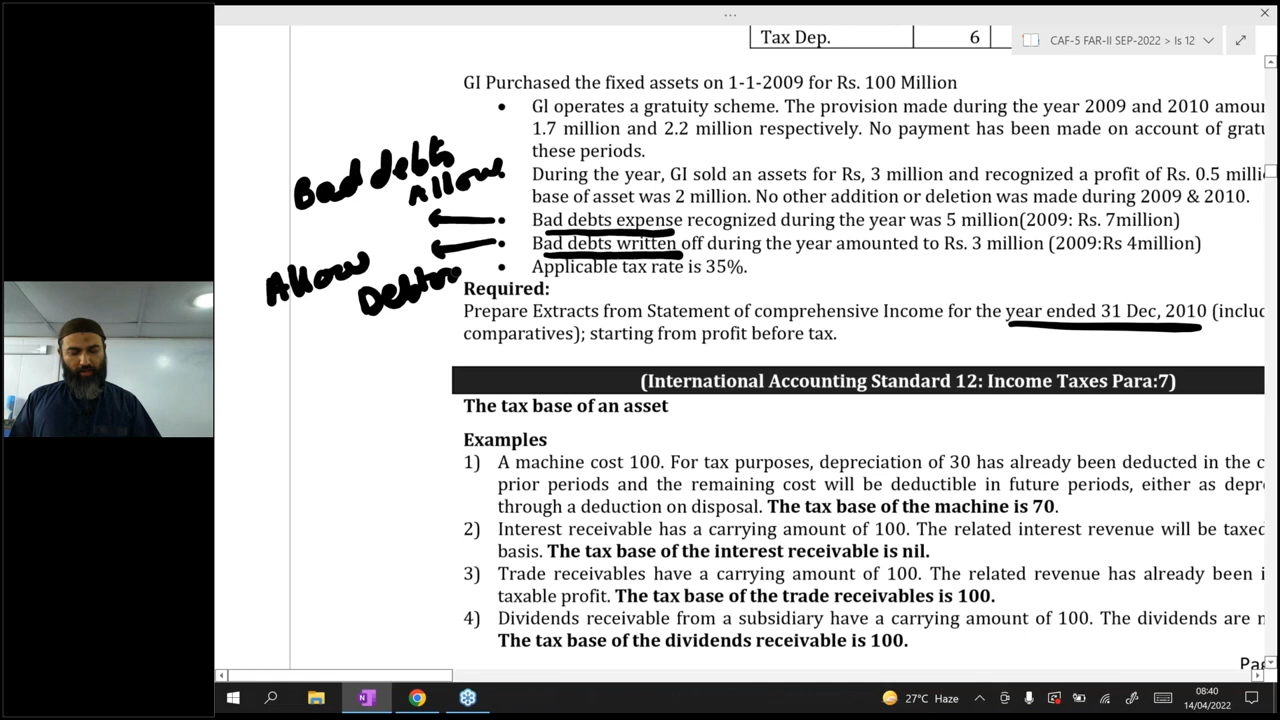 CAF-5 FAR-II SEP-2022 > Is 12
Tax Dep. 6
GI Purchased the fixed assets on 1-1-2009 for Rs. 100 Million
• GI operates a gratuity scheme. The provision made during the year 2009 and 2010 amou
1.7 million and 2.2 million respectively. No payment has been made on account of gratu
these periods.
During the year, GI sold an assets for Rs, 3 million and recognized a profit of Rs. 0.5 milli
base of asset was 2 million. No other addition or deletion was made during 2009 & 2010.
• Bad debts expense recognized during the year was 5 million(2009: Rs. 7million)
• Bad debts written off during the year amounted to Rs. 3 million (2009:Rs 4million)
• Applicable tax rate is 35%.
Bad debts
Allow
Allow
Debtor
Required:
Prepare Extracts from Statement of comprehensive Income for the year ended 31 Dec, 2010 (inclu
comparatives); starting from profit before tax.
(International Accounting Standard 12: Income Taxes Para:7)
The tax base of an asset
Examples
1) A machine cost 100. For tax purposes, depreciation of 30 has already been deducted in the c
prior periods and the remaining cost will be deductible in future periods, either as depr
through a deduction on disposal. The tax base of the machine is 70.
2) Interest receivable has a carrying amount of 100. The related interest revenue will be taxed
basis. The tax base of the interest receivable is nil.
3) Trade receivables have a carrying amount of 100. The related revenue has already been i
taxable profit. The tax base of the trade receivables is 100.
4) Dividends receivable from a subsidiary have a carrying amount of 100. The dividends are n
The tax base of the dividends receivable is 100.
Pa
27°C Haze
08:40
14/04/2022